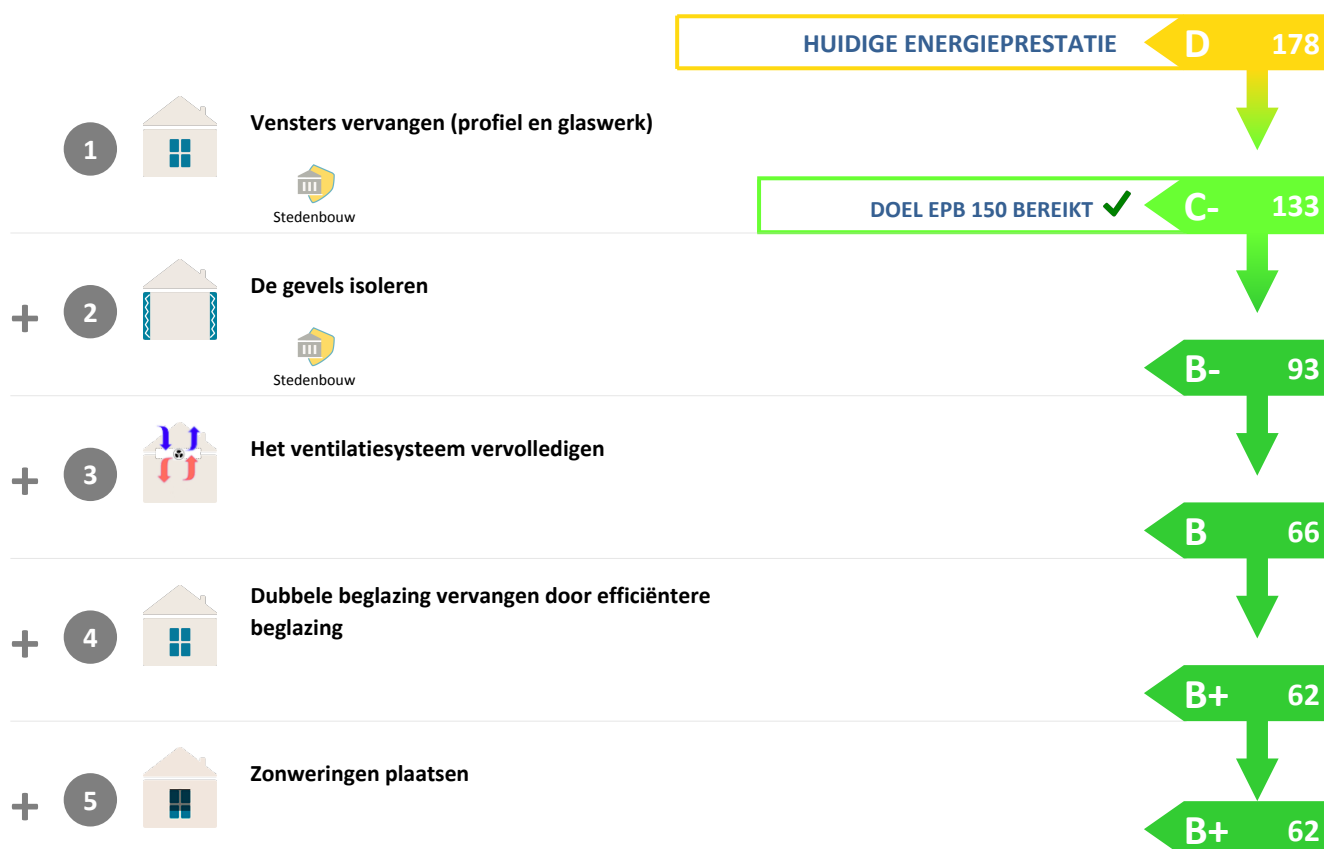 HUIDIGE ENERGIEPRESTATIE D 178
1 Vensters vervangen (profiel en glaswerk)
Stedenbouw
DOEL EPB 150 BEREIKT ✔ C- 133
+ 2 De gevels isoleren
Stedenbouw
B- 93
+ 3 Het ventilatiesysteem vervolledigen
B 66
+ 4 Dubbele beglazing vervangen door efficiëntere
beglazing
B+ 62
+ 5 Zonweringen plaatsen
B+ 62